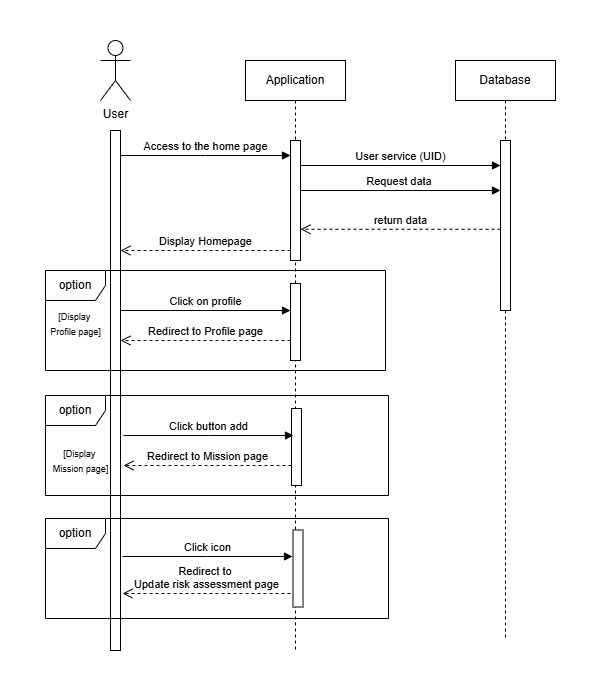 User
Application
Database
Access to the home page
User service (UID)
Request data
return data
Display Homepage
option
Click on profile
[Display
Profile page]
Redirect to Profile page
option
Click button add
[Display
Mission page]
Redirect to Mission page
option
Click icon
Redirect to
Update risk assessment page